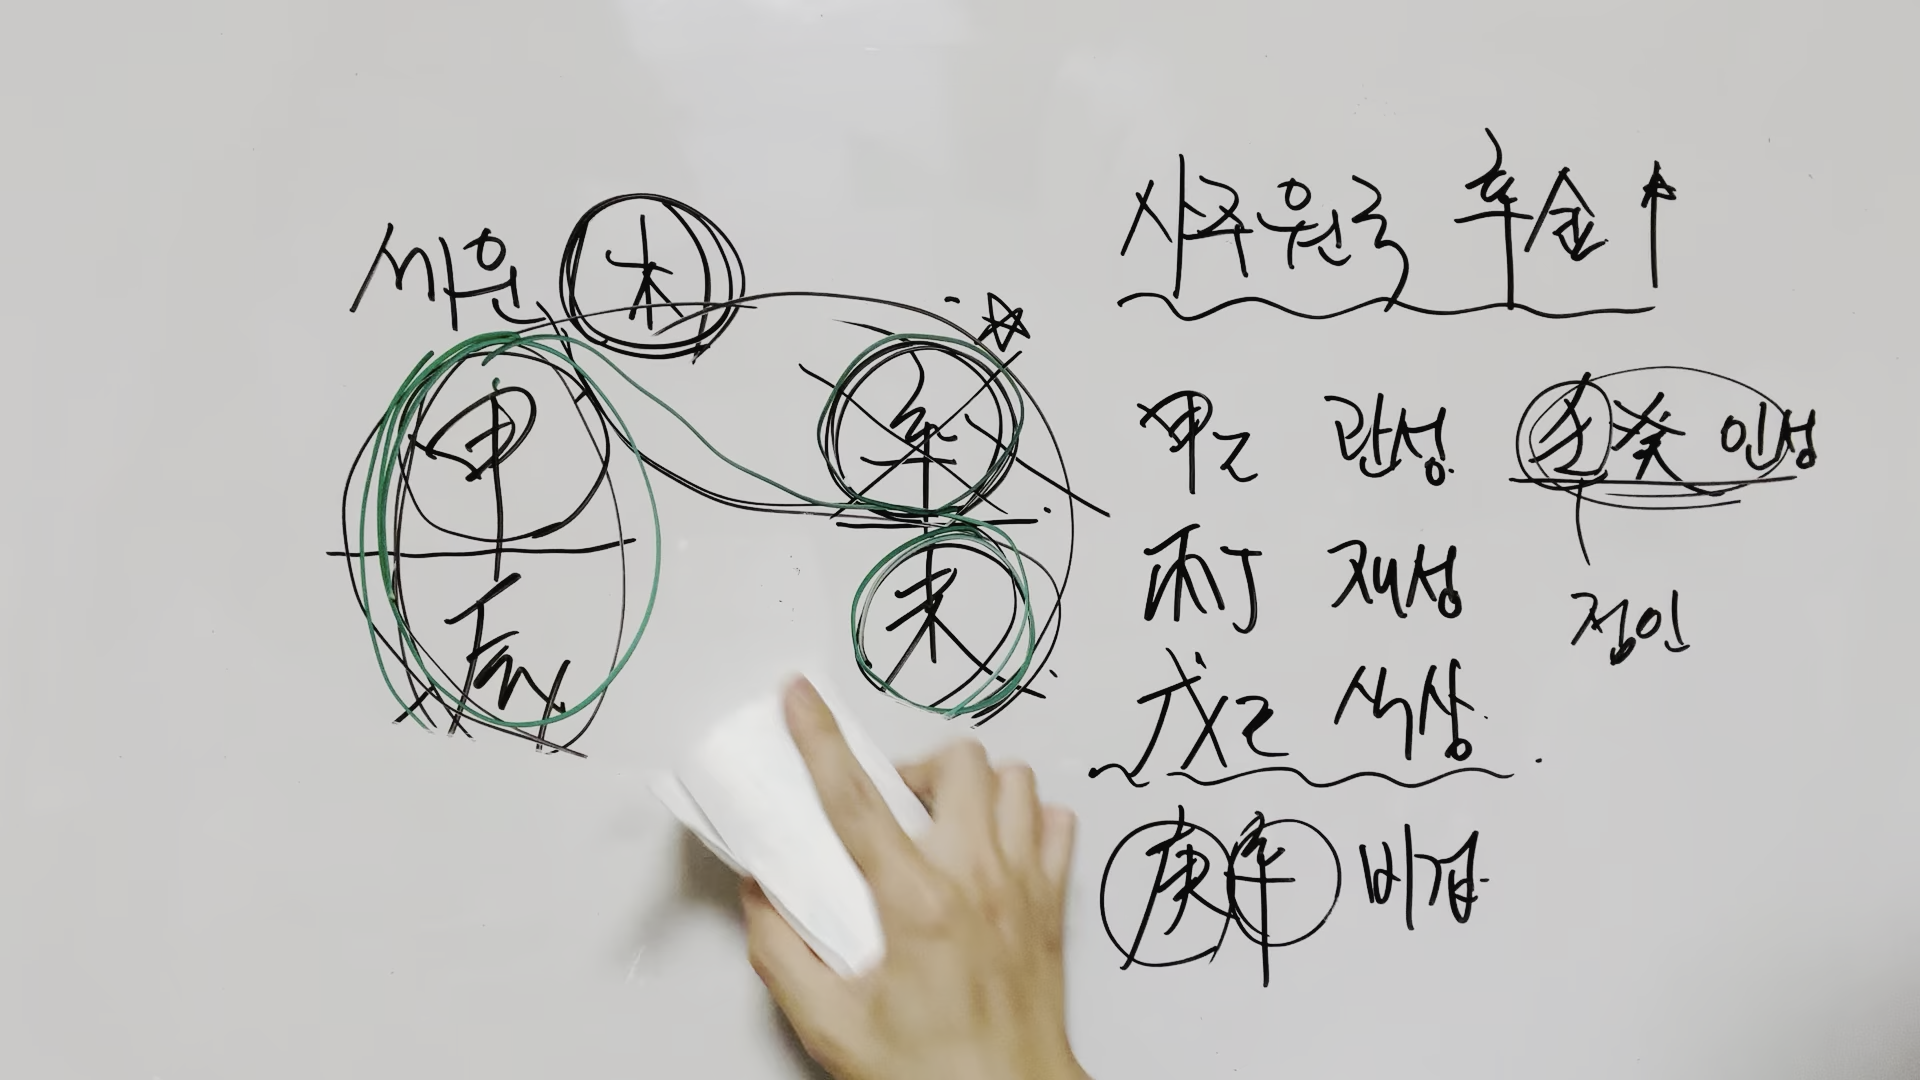 세운 木
甲 辛
辰 未
사주원국 辛金 ↑
甲乙 관성 壬癸 인성
丙丁 재성 정인
戊己 식상
庚辛 비겁